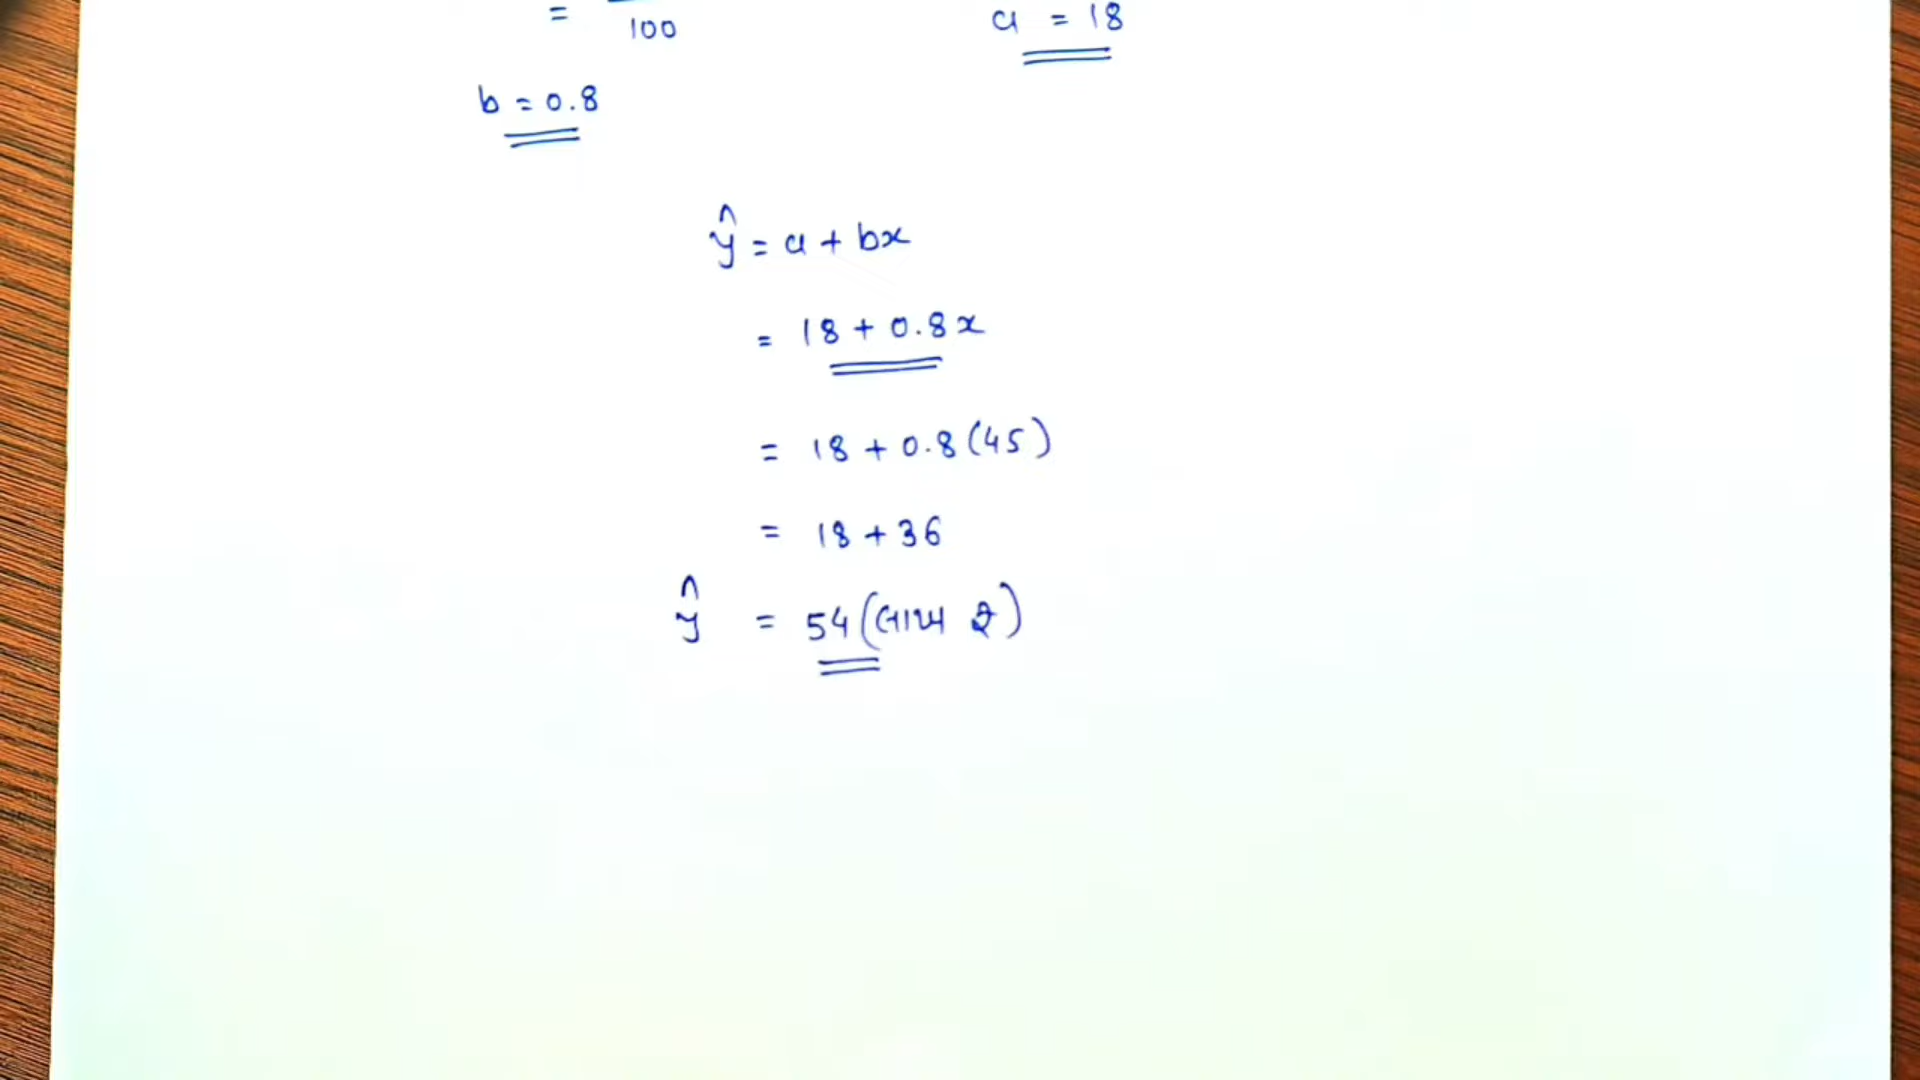 = 100
a = 18
b = 0.8
ŷ = a + bx
= 18 + 0.8x
= 18 + 0.8(45)
= 18 + 36
ŷ = 54 (લાખ ₹)